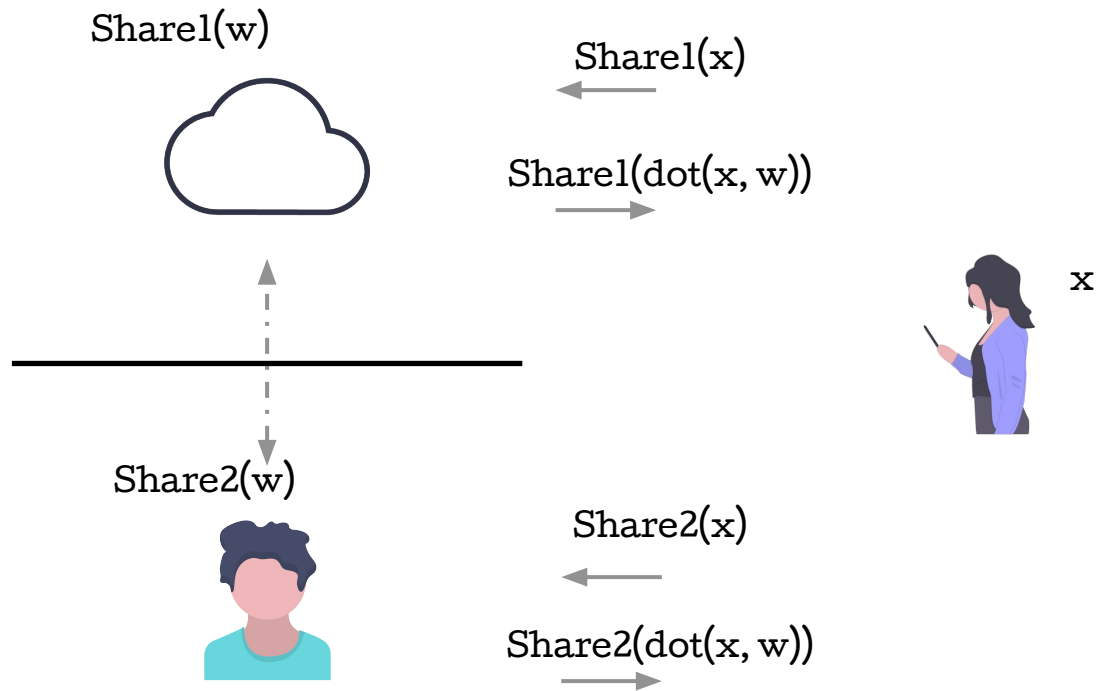 Share1(w)
Share1(x)
Share1(dot(x, w))
x
Share2(w)
Share2(x)
Share2(dot(x, w))